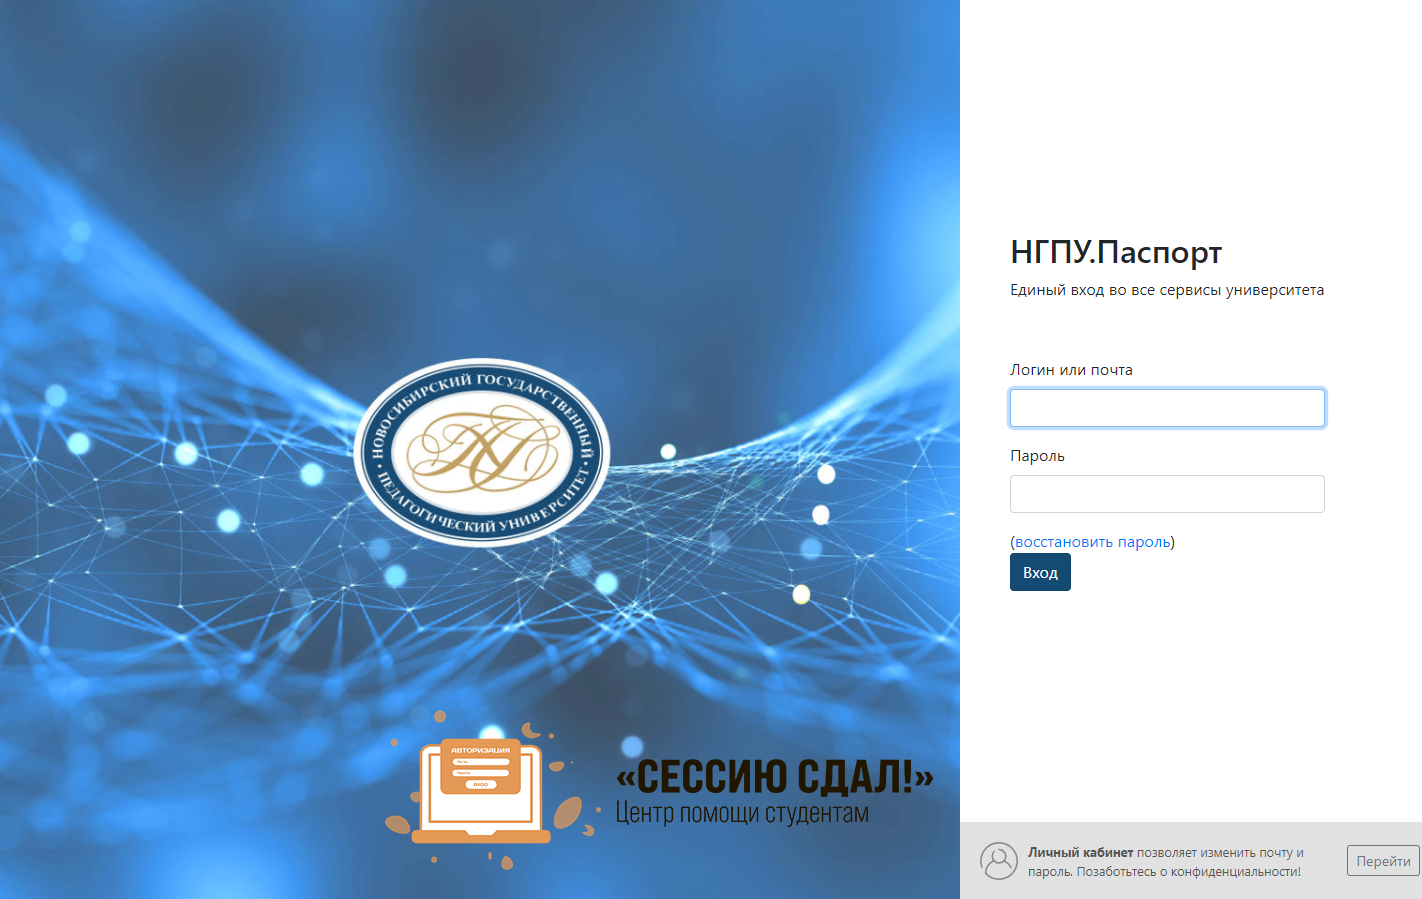 НОВОСИБИРСКИЙ ГОСУДАРСТВЕННЫЙ
ПЕДАГОГИЧЕСКИЙ УНИВЕРСИТЕТ
АВТОРИЗАЦИЯ
Логин
Пароль
ВХОД
«СЕССИЮ СДАЛ!»
Центр помощи студентам
НГПУ.Паспорт
Единый вход во все сервисы университета
Логин или почта
Пароль
(восстановить пароль)
Вход
Личный кабинет позволяет изменить почту и
пароль. Позаботьтесь о конфиденциальности!
Перейти